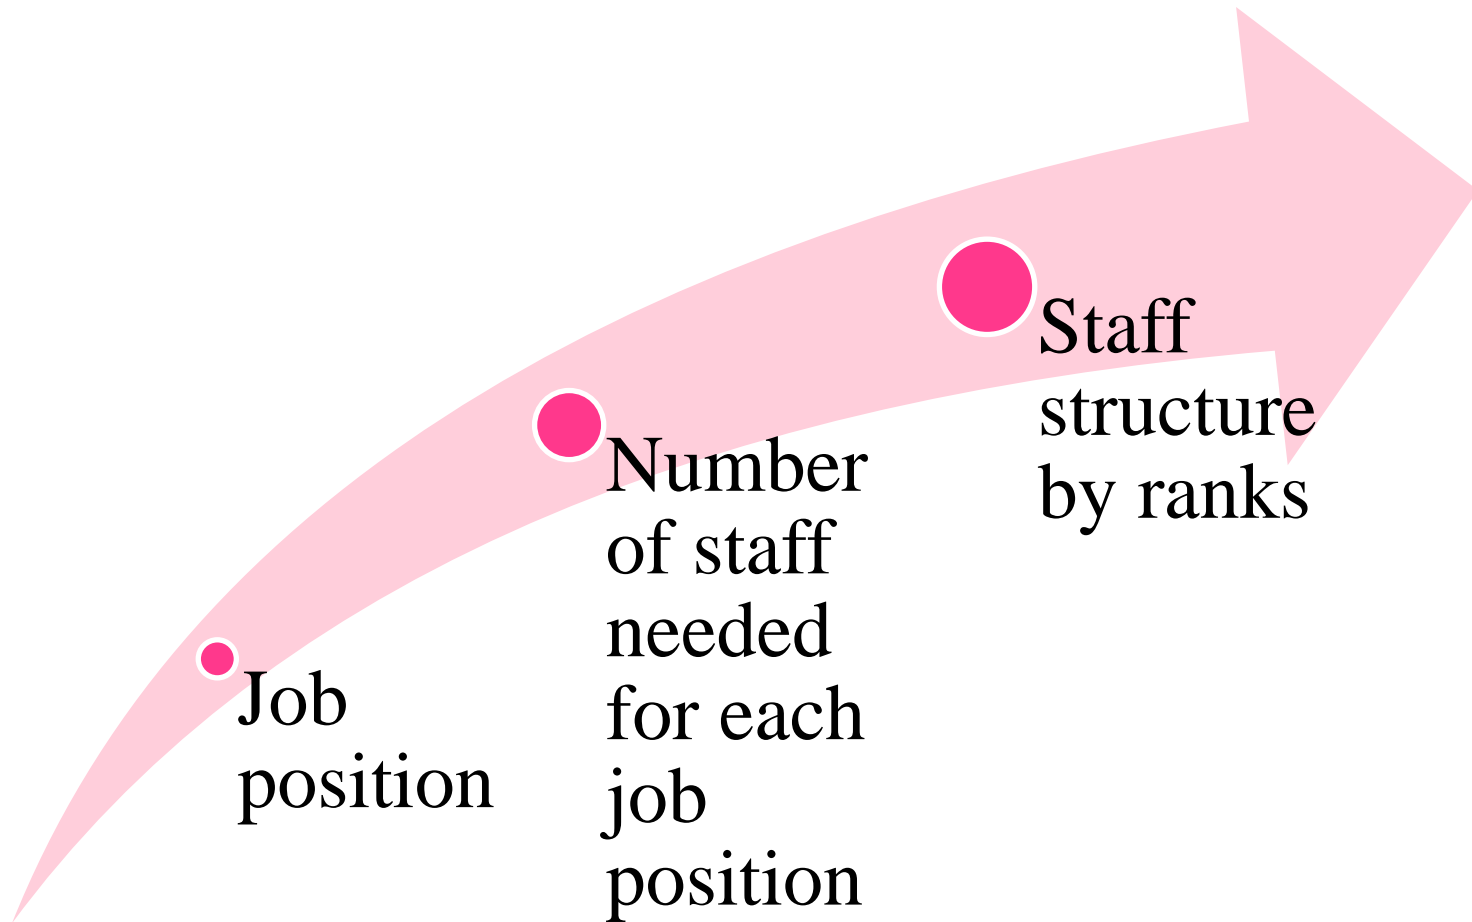 Job
position
Number
of staff
needed
for each
job
position
Staff
structure
by ranks